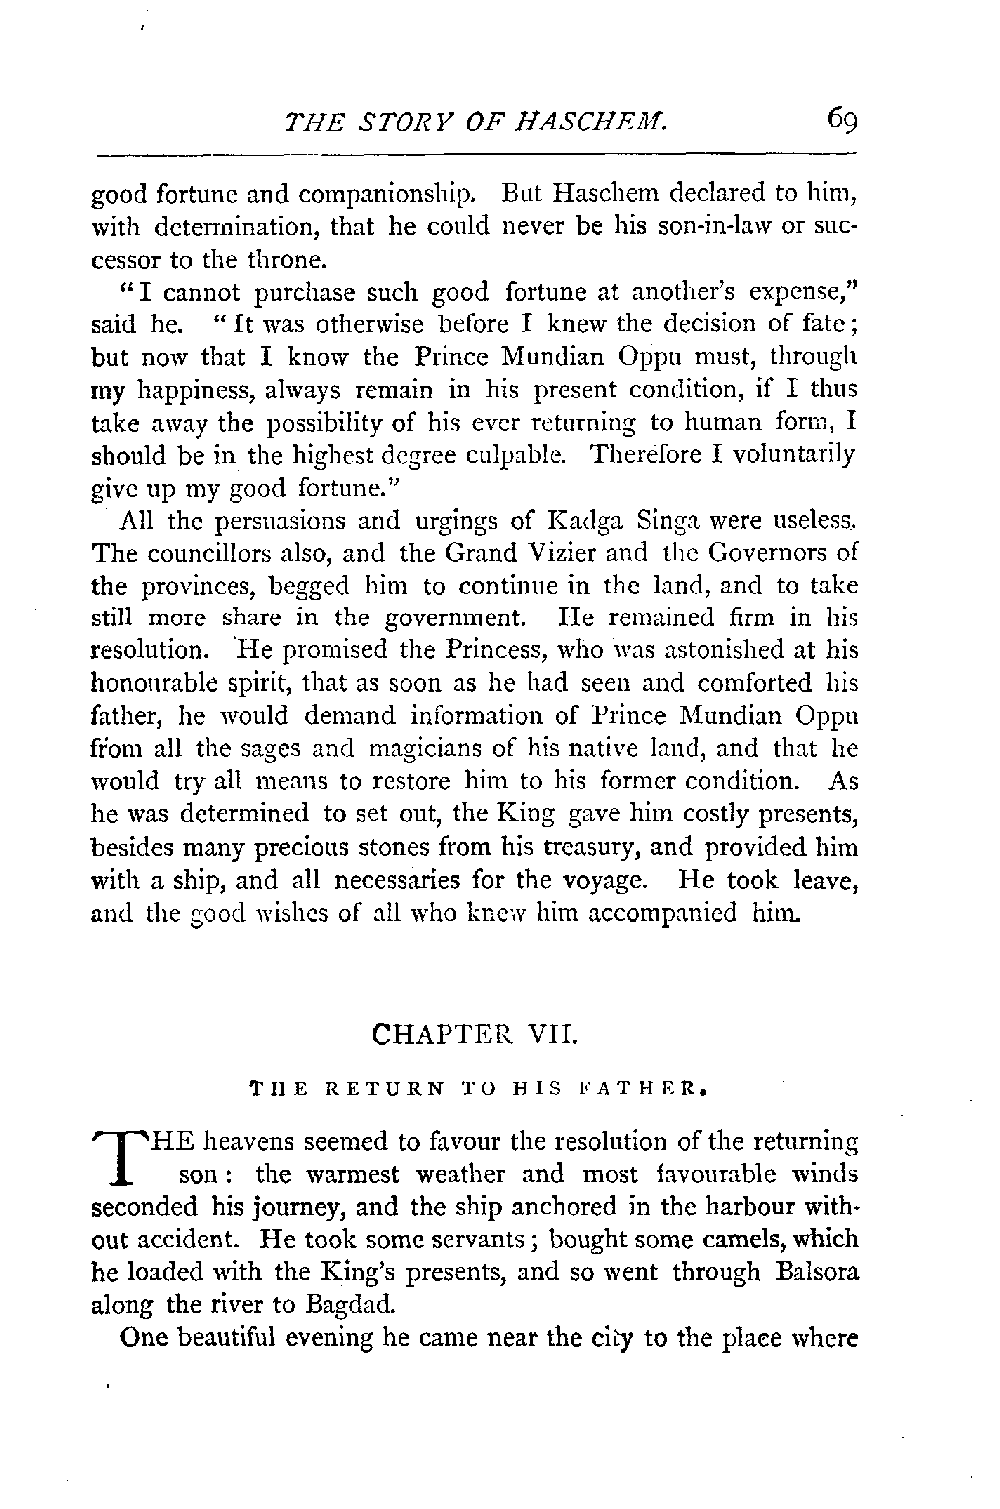 THE STORY OF HASCHEM. 69
good fortune and companionship. But Haschem declared to him,
with determination, that he could never be his son-in-law or suc-
cessor to the throne.
"I cannot purchase such good fortune at another's expense,"
said he. "It was otherwise before I knew the decision of fate;
but now that I know the Prince Mundian Oppu must, through
my happiness, always remain in his present condition, if I thus
take away the possibility of his ever returning to human form, I
should be in the highest degree culpable. Therefore I voluntarily
give up my good fortune."
All the persuasions and urgings of Kadga Singa were useless.
The councillors also, and the Grand Vizier and the Governors of
the provinces, begged him to continue in the land, and to take
still more share in the government. He remained firm in his
resolution. He promised the Princess, who was astonished at his
honourable spirit, that as soon as he had seen and comforted his
father, he would demand information of Prince Mundian Oppu
from all the sages and magicians of his native land, and that he
would try all means to restore him to his former condition. As
he was determined to set out, the King gave him costly presents,
besides many precious stones from his treasury, and provided him
with a ship, and all necessaries for the voyage. He took leave,
and the good wishes of all who knew him accompanied him.
CHAPTER VII.
THE RETURN TO HIS FATHER.
THE heavens seemed to favour the resolution of the returning
son: the warmest weather and most favourable winds
seconded his journey, and the ship anchored in the harbour with-
out accident. He took some servants; bought some camels, which
he loaded with the King's presents, and so went through Balsora
along the river to Bagdad.
One beautiful evening he came near the city to the place where